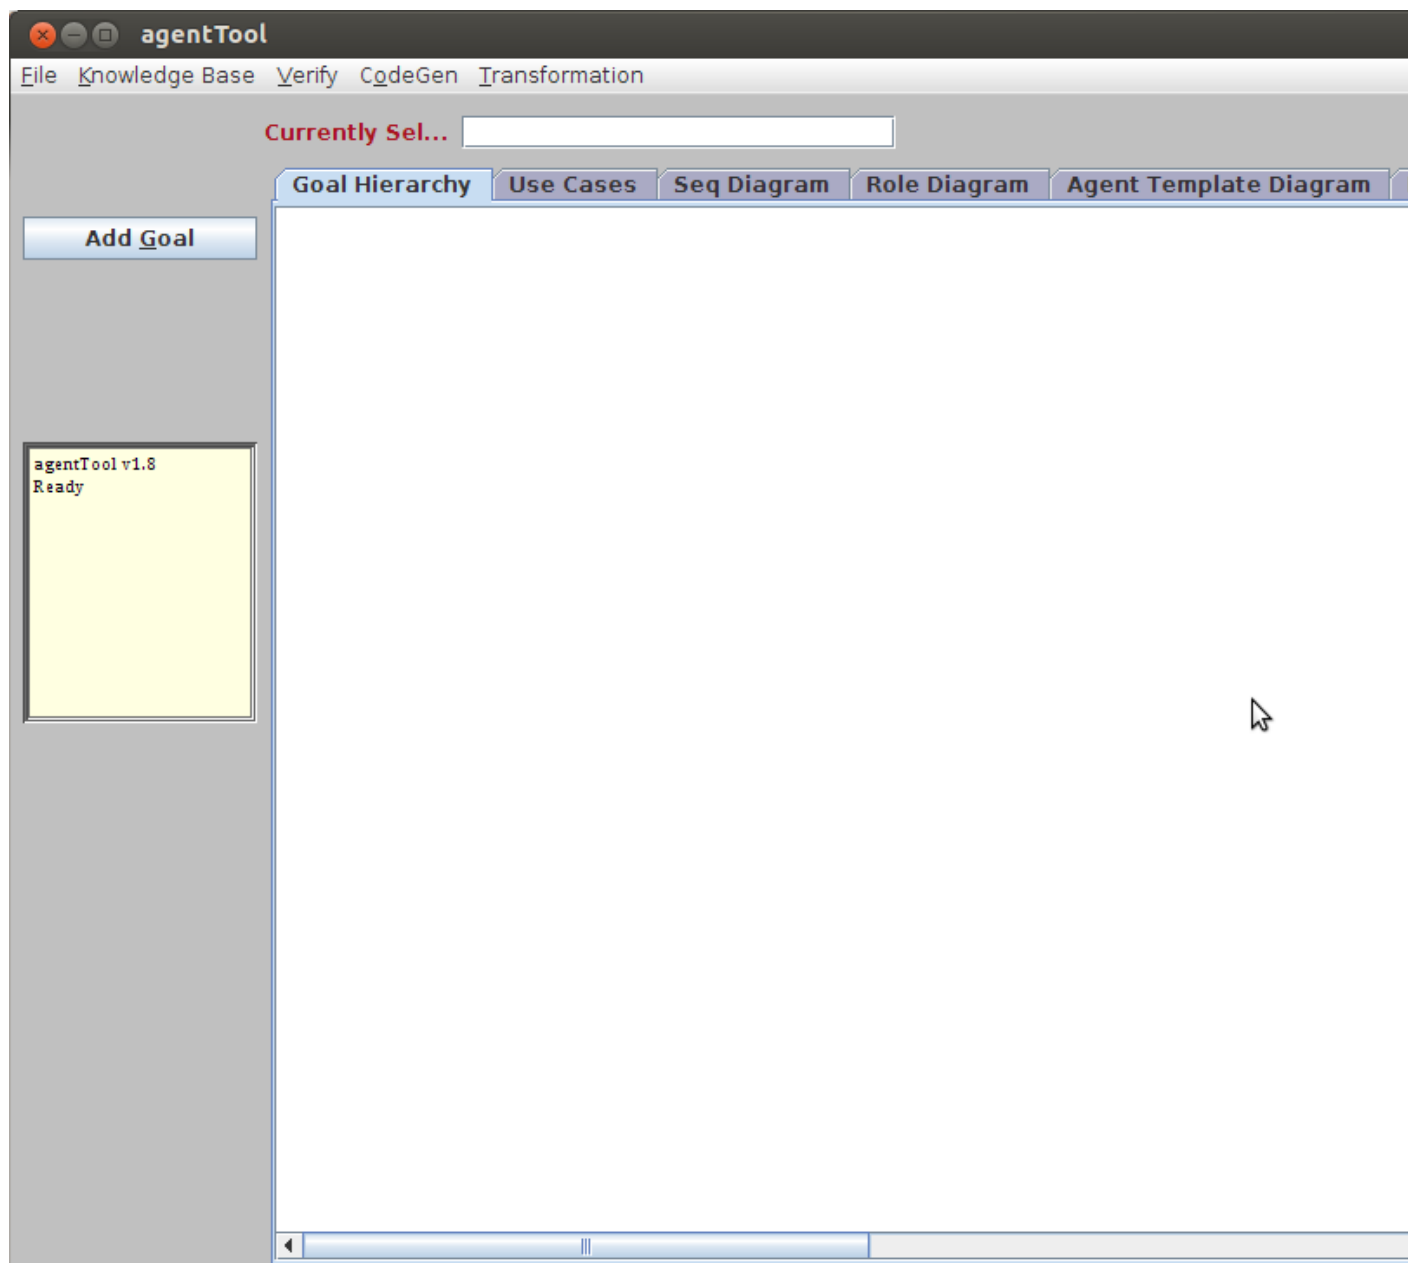 agentTool
File Knowledge Base Verify CodeGen Transformation
Currently Sel...
Goal Hierarchy Use Cases Seq Diagram Role Diagram Agent Template Diagram
Add Goal
agentTool v1.8
Ready